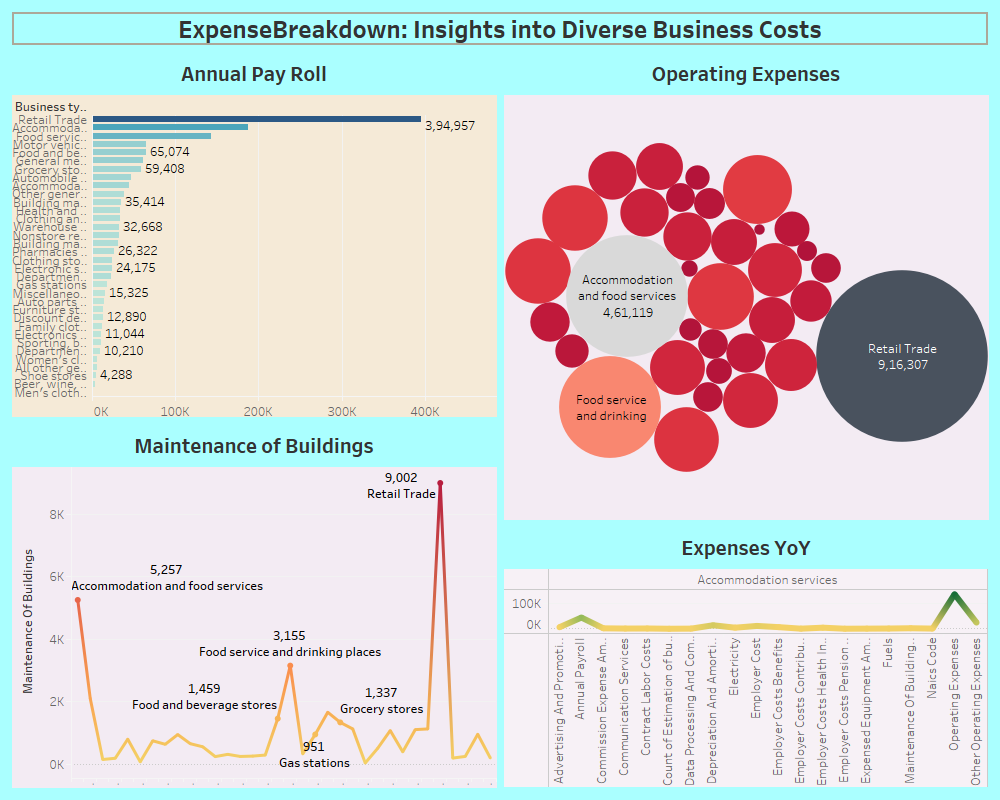 ExpenseBreakdown: Insights into Diverse Business Costs
Annual Pay Roll
Business ty..
Retail Trade
3,94,957
Accommoda..
Food servic..
Motor vehic..
Food and be..
65,074
General me..
Grocery sto..
59,408
Automobile ..
Accommoda..
Other gener..
Building ma..
35,414
Health and ..
Clothing an..
Warehouse ..
32,668
Nonstore re..
Building ma..
Pharmacies ..
26,322
Clothing sto..
Electronic s..
24,175
Departmen..
Gas stations
Miscellaneo..
15,325
Auto parts ..
Furniture st..
Discount de..
12,890
Family clot..
Electronics ..
11,044
Sporting, b..
Departmen..
10,210
Women's cl..
All other ge..
Shoe stores
4,288
Beer, wine, ..
Men's cloth..
0K 100K 200K 300K 400K
Operating Expenses
Accommodation
and food services
4,61,119
Retail Trade
9,16,307
Food service
and drinking
Maintenance of Buildings
Maintenance Of Buildings
8K
6K
4K
2K
0K
9,002
Retail Trade
5,257
Accommodation and food services
3,155
Food service and drinking places
1,459
Food and beverage stores
1,337
Grocery stores
951
Gas stations
Expenses YoY
Accommodation services
100K
0K
Advertising And Promoti..
Annual Payroll
Commission Expense Am..
Communication Services
Contract Labor Costs
Count of Estimation of bu..
Data Processing And Com..
Depreciation And Amorti..
Electricity
Employer Cost
Employer Costs Benefits
Employer Costs Contribu..
Employer Costs Health In..
Employer Costs Pension ..
Expensed Equipment Am..
Fuels
Maintenance Of Building..
Naics Code
Operating Expenses
Other Operating Expenses